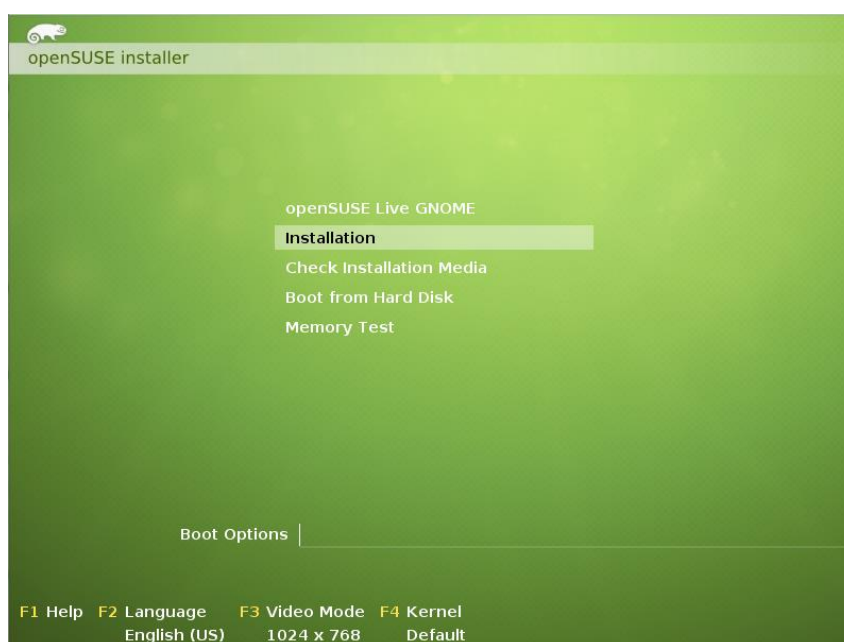 openSUSE installer
openSUSE Live GNOME
Installation
Check Installation Media
Boot from Hard Disk
Memory Test
Boot Options
F1 Help F2 Language F3 Video Mode F4 Kernel
English (US) 1024 x 768 Default